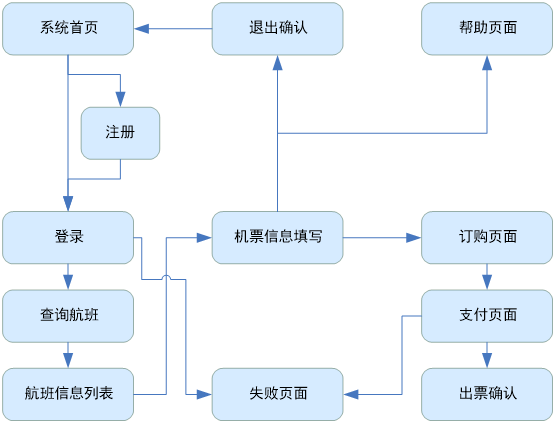 系统首页
退出确认
帮助页面
注册
登录
机票信息填写
订购页面
查询航班
支付页面
航班信息列表
失败页面
出票确认